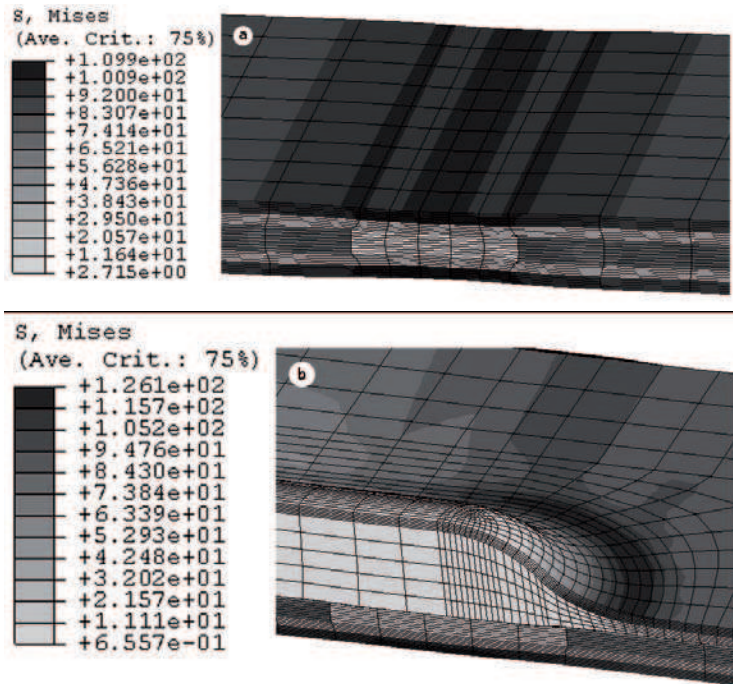 S, Mises
(Ave. Crit.: 75%)
+1.099e+02
+1.009e+02
+9.200e+01
+8.307e+01
+7.414e+01
+6.521e+01
+5.628e+01
+4.736e+01
+3.843e+01
+2.950e+01
+2.057e+01
+1.164e+01
+2.715e+00
a
S, Mises
(Ave. Crit.: 75%)
+1.261e+02
+1.157e+02
+1.052e+02
+9.476e+01
+8.430e+01
+7.384e+01
+6.339e+01
+5.293e+01
+4.248e+01
+3.202e+01
+2.157e+01
+1.111e+01
+6.557e-01
b